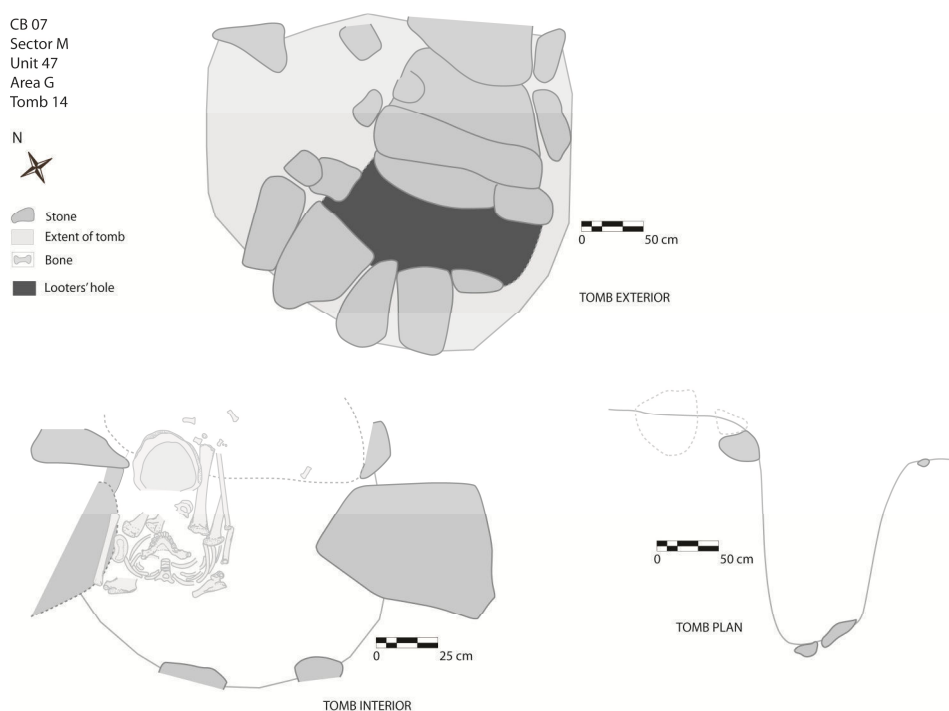 CB 07
Sector M
Unit 47
Area G
Tomb 14
N
Stone
Extent of tomb
Bone
Looters' hole
0 50 cm
TOMB EXTERIOR
0 50 cm
TOMB PLAN
0 25 cm
TOMB INTERIOR